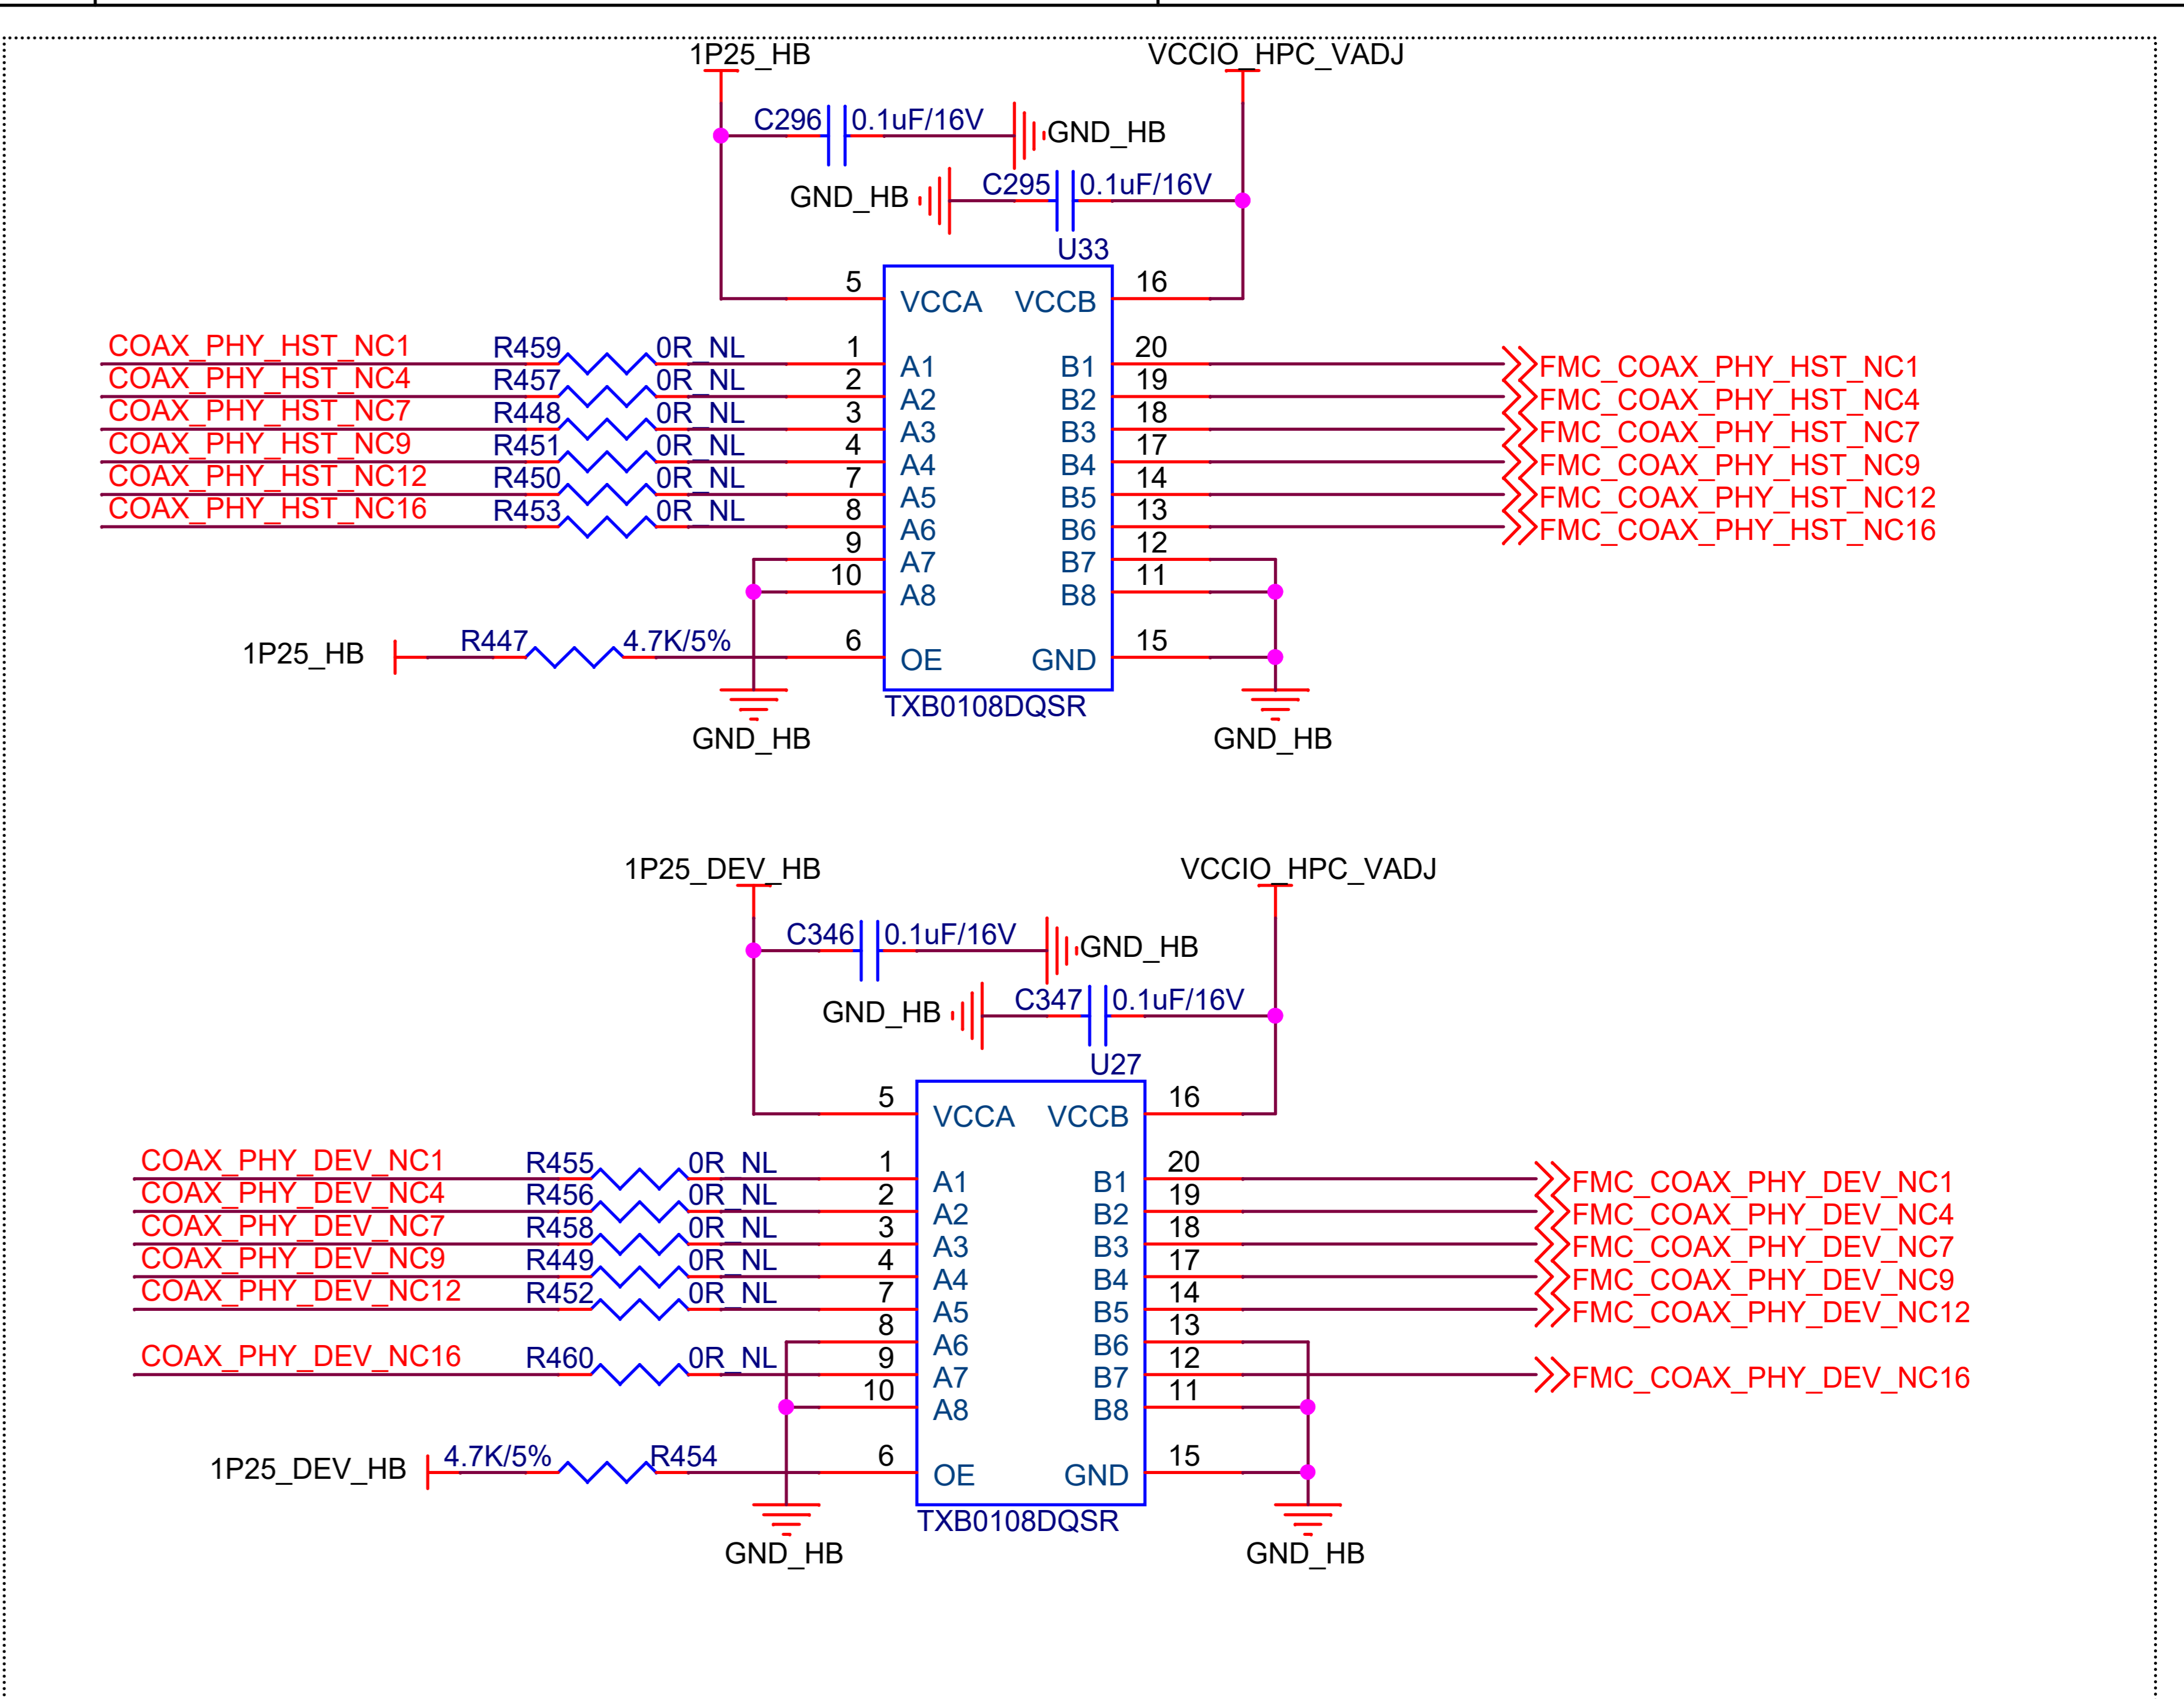 1P25_HB VCCIO_HPC_VADJ
C296 0.1uF/16V GND_HB
GND_HB C295 0.1uF/16V
U33
5 VCCA VCCB 16
COAX_PHY_HST_NC1 R459 0R_NL 1 A1 B1 20 FMC_COAX_PHY_HST_NC1
COAX_PHY_HST_NC4 R457 0R_NL 2 A2 B2 19 FMC_COAX_PHY_HST_NC4
COAX_PHY_HST_NC7 R448 0R_NL 3 A3 B3 18 FMC_COAX_PHY_HST_NC7
COAX_PHY_HST_NC9 R451 0R_NL 4 A4 B4 17 FMC_COAX_PHY_HST_NC9
COAX_PHY_HST_NC12 R450 0R_NL 7 A5 B5 14 FMC_COAX_PHY_HST_NC12
COAX_PHY_HST_NC16 R453 0R_NL 8 A6 B6 13 FMC_COAX_PHY_HST_NC16
9 A7 B7 12
10 A8 B8 11
1P25_HB R447 4.7K/5% 6 OE GND 15
TXB0108DQSR
GND_HB GND_HB
1P25_DEV_HB VCCIO_HPC_VADJ
C346 0.1uF/16V GND_HB
GND_HB C347 0.1uF/16V
U27
5 VCCA VCCB 16
COAX_PHY_DEV_NC1 R455 0R_NL 1 A1 B1 20 FMC_COAX_PHY_DEV_NC1
COAX_PHY_DEV_NC4 R456 0R_NL 2 A2 B2 19 FMC_COAX_PHY_DEV_NC4
COAX_PHY_DEV_NC7 R458 0R_NL 3 A3 B3 18 FMC_COAX_PHY_DEV_NC7
COAX_PHY_DEV_NC9 R449 0R_NL 4 A4 B4 17 FMC_COAX_PHY_DEV_NC9
COAX_PHY_DEV_NC12 R452 0R_NL 7 A5 B5 14 FMC_COAX_PHY_DEV_NC12
8 A6 B6 13
COAX_PHY_DEV_NC16 R460 0R_NL 9 A7 B7 12 FMC_COAX_PHY_DEV_NC16
10 A8 B8 11
1P25_DEV_HB 4.7K/5% R454 6 OE GND 15
TXB0108DQSR
GND_HB GND_HB